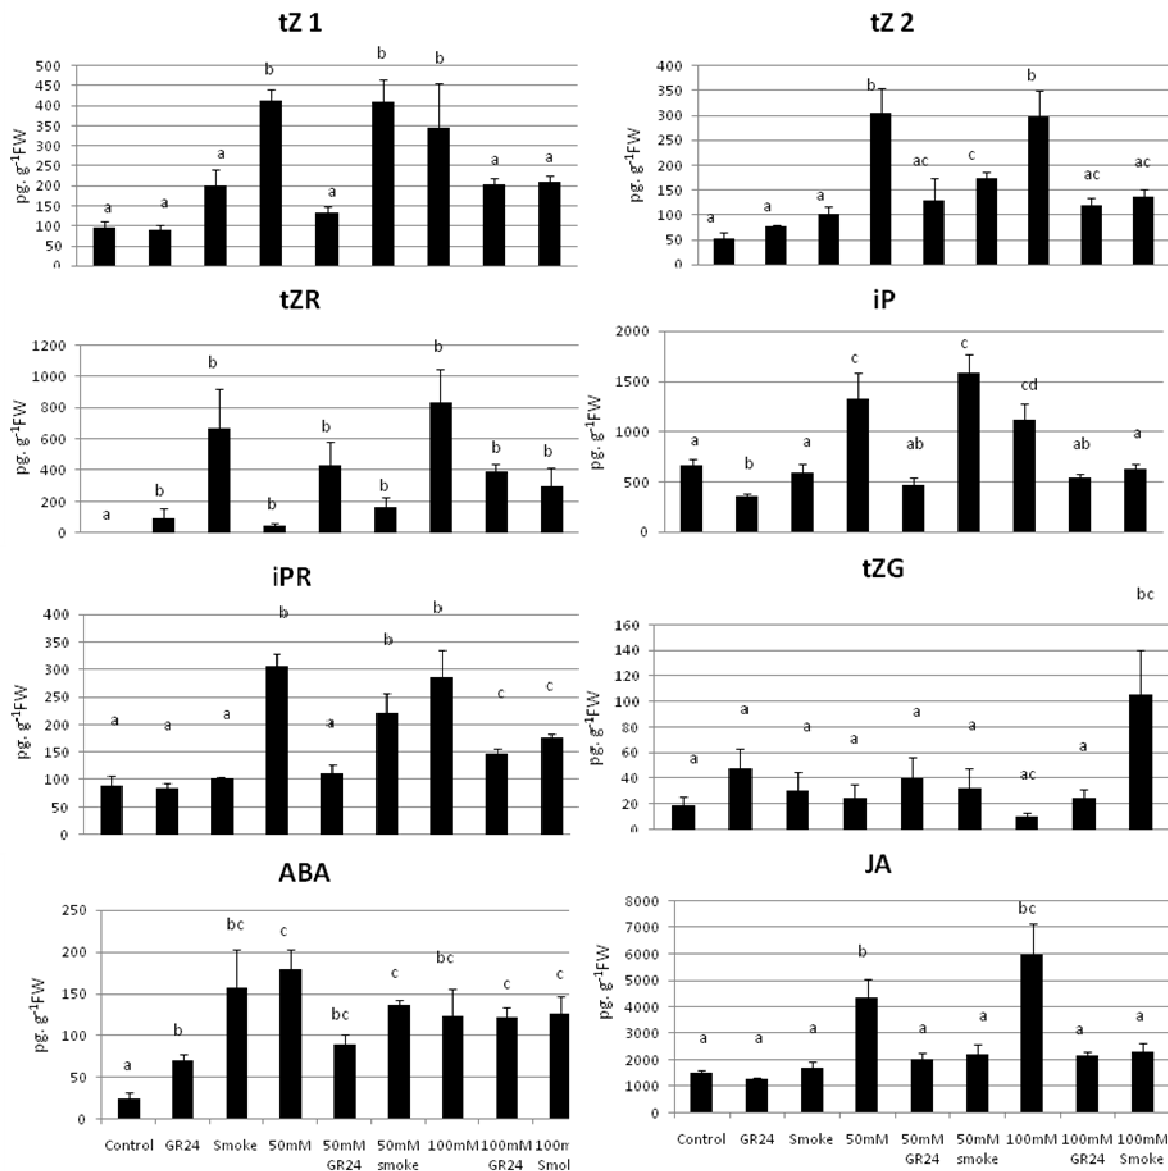 tZ 1
500
450
400
350
300
250
200
150
100
50
0
pg. g-1FW
a a a b a b b a a
tZ 2
400
350
300
250
200
150
100
50
0
pg. g-1FW
a a a b ac c b ac ac
tZR
1200
1000
800
600
400
200
0
pg. g-1FW
a b b b b b b b b
iP
2000
1500
1000
500
0
pg. g-1FW
a b a c ab c cd ab a
iPR
400
350
300
250
200
150
100
50
0
pg. g-1FW
a a a b a b b c c
tZG
160
140
120
100
80
60
40
20
0
pg. g-1FW
a a a a a a ac a bc
ABA
250
200
150
100
50
0
pg. g-1FW
a b bc c bc c bc c c
Control GR24 Smoke 50mM 50mM 50mM 100mM 100mM 100m
GR24 smoke GR24 Smol
JA
8000
7000
6000
5000
4000
3000
2000
1000
0
pg. g-1FW
a a a b a a bc a a
Control GR24 Smoke 50mM 50mM 50mM 100mM 100mM 100mM
GR24 smoke GR24 Smoke